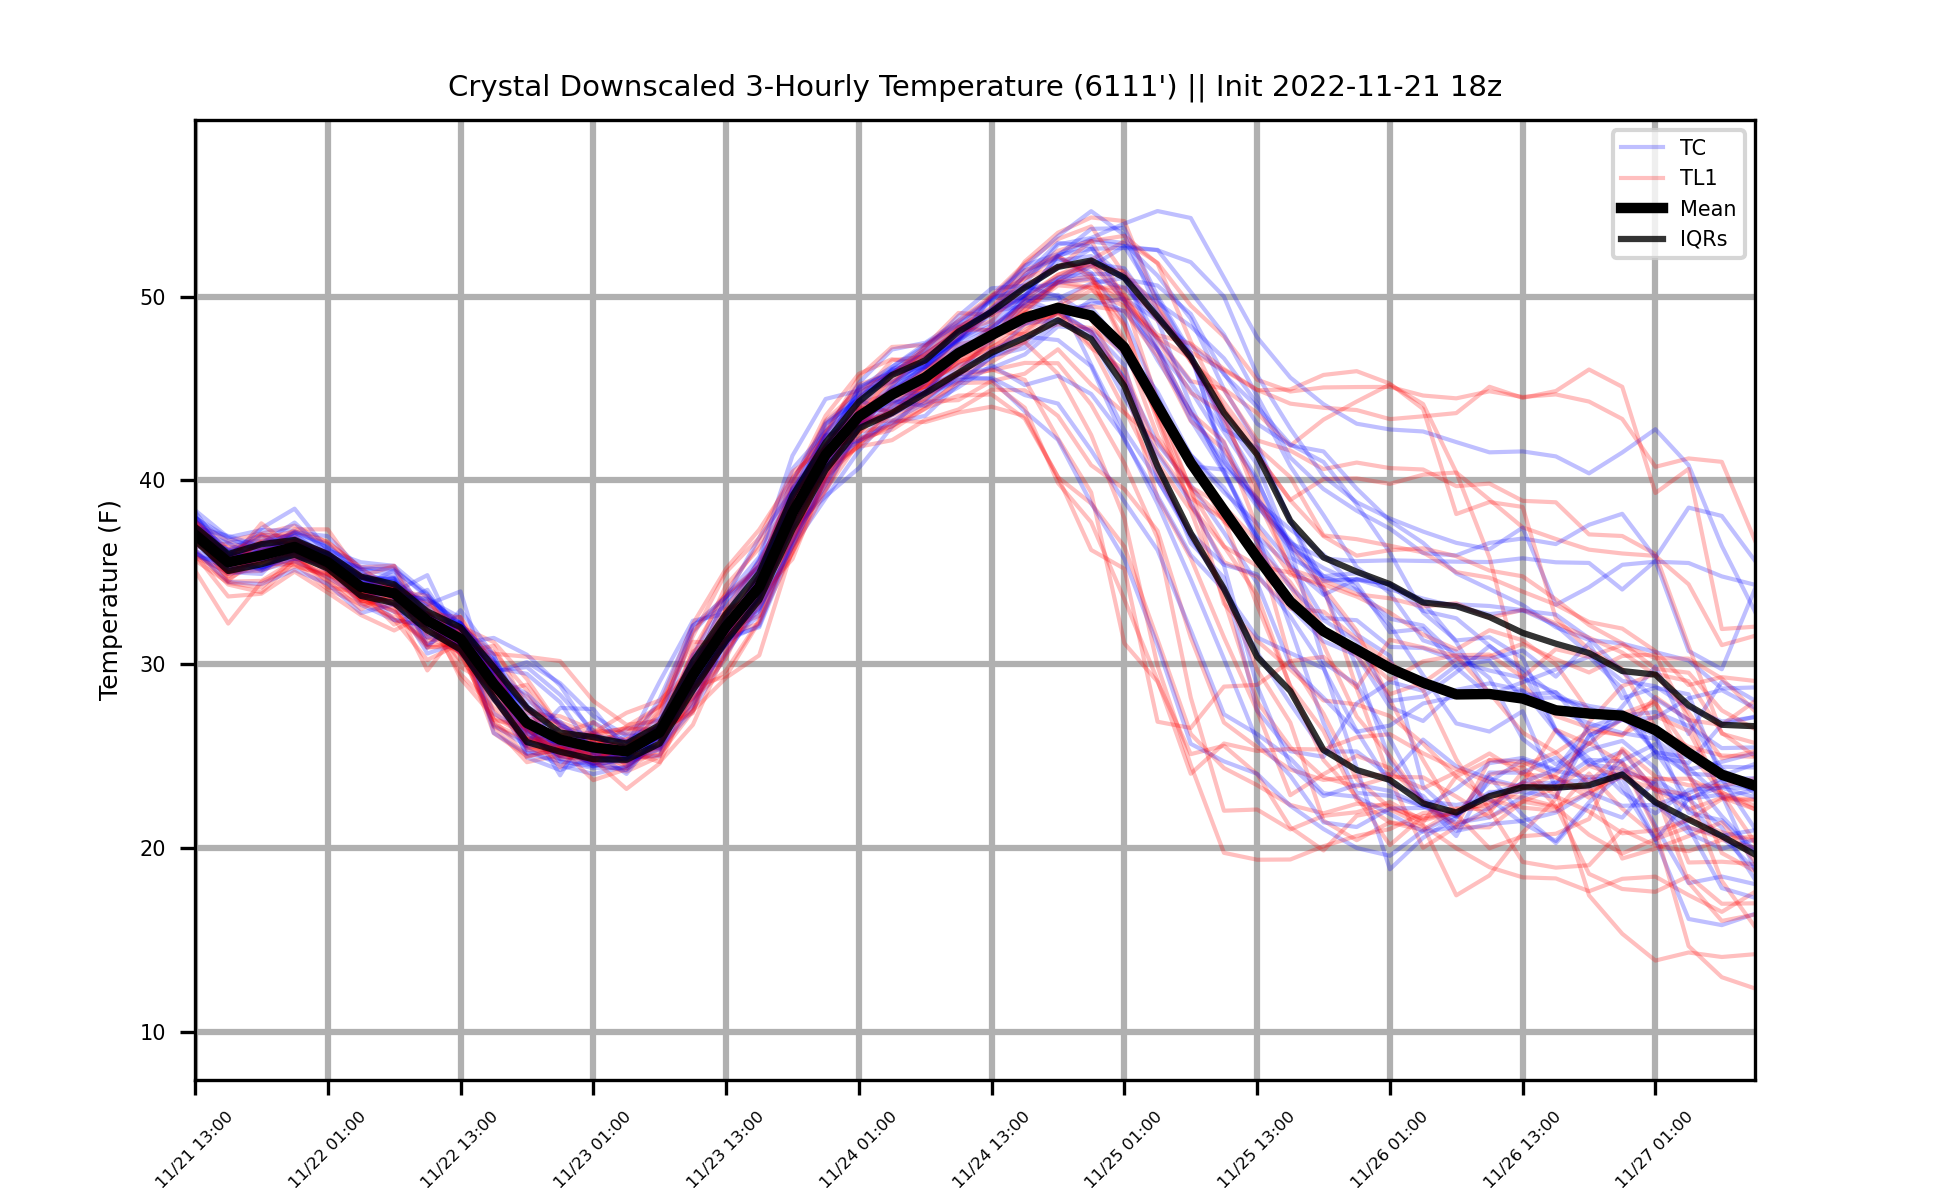 Crystal Downscaled 3-Hourly Temperature (6111') || Init 2022-11-21 18z
TC
TL1
Mean
IQRs
Temperature (F)
50
40
30
20
10
11/21 13:00
11/22 01:00
11/22 13:00
11/23 01:00
11/23 13:00
11/24 01:00
11/24 13:00
11/25 01:00
11/25 13:00
11/26 01:00
11/26 13:00
11/27 01:00